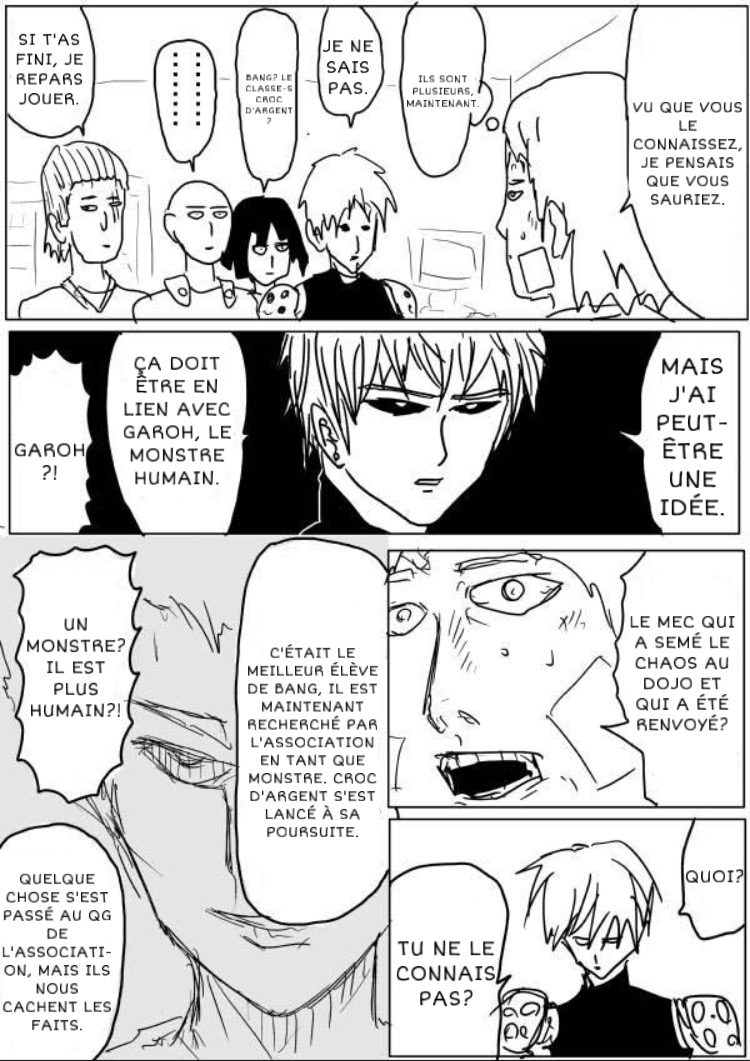 VU QUE VOUS
LE
CONNAISSEZ,
JE PENSAIS
QUE VOUS
SAURIEZ.
ILS SONT
PLUSIEURS,
MAINTENANT.
JE NE
SAIS
PAS.
BANG? LE
CLASSE-S
CROC
D'ARGENT
?
SI T'AS
FINI, JE
REPARS
JOUER.
MAIS
J'AI
PEUT-
ÊTRE
UNE
IDÉE.
ÇA DOIT
ÊTRE EN
LIEN AVEC
GAROH, LE
MONSTRE
HUMAIN.
GAROH
?!
LE MEC QUI
A SEMÉ LE
CHAOS AU
DOJO ET
QUI A ÉTÉ
RENVOYÉ?
C'ÉTAIT LE
MEILLEUR ÉLÈVE
DE BANG, IL EST
MAINTENANT
RECHERCHÉ PAR
L'ASSOCIATION
EN TANT QUE
MONSTRE. CROC
D'ARGENT S'EST
LANCÉ À SA
POURSUITE.
UN
MONSTRE?
IL EST
PLUS
HUMAIN?!
QUELQUE
CHOSE S'EST
PASSÉ AU QG
DE
L'ASSOCIATI-
ON, MAIS ILS
NOUS
CACHENT LES
FAITS.
QUOI?
TU NE LE
CONNAIS
PAS?